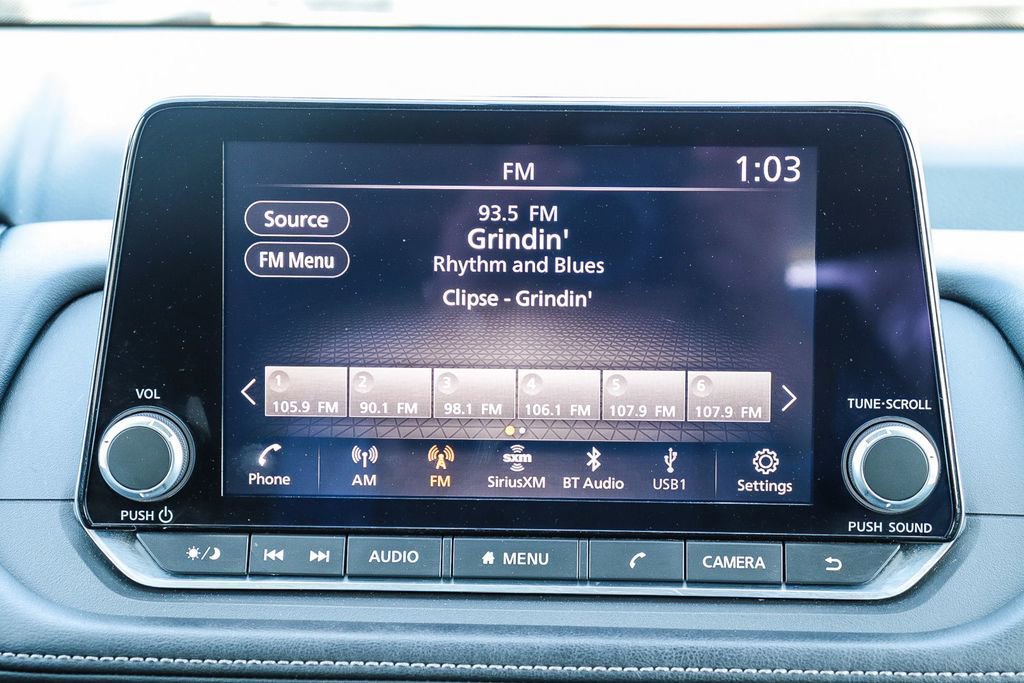 FM
1:03
Source
FM Menu
93.5 FM
Grindin'
Rhythm and Blues
Clipse - Grindin'
1 2 3 4 5 6
105.9 FM 90.1 FM 98.1 FM 106.1 FM 107.9 FM 107.9 FM
sxm
Phone AM FM SiriusXM BT Audio USB1 Settings
VOL
PUSH
TUNE·SCROLL
PUSH SOUND
AUDIO MENU CAMERA